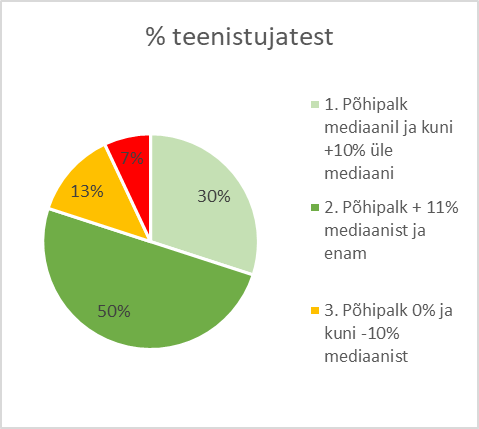 % teenistujatest
7%
30%
13%
50%
1. Põhipalk
mediaanil ja kuni
+10% üle
mediaani
2. Põhipalk + 11%
mediaanist ja
enam
3. Põhipalk 0% ja
kuni -10%
mediaanist